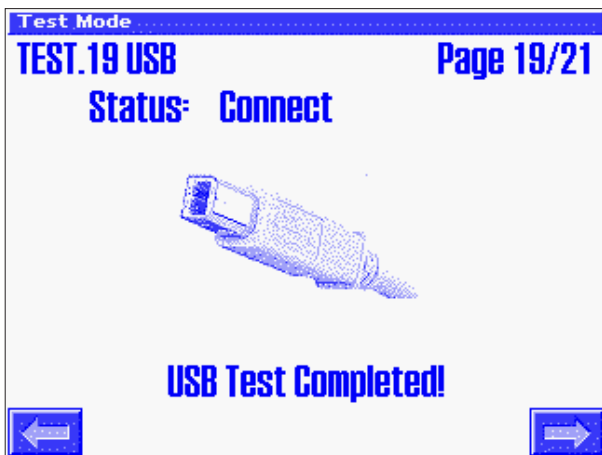 Test Mode
TEST.19 USB Page 19/21
Status: Connect
USB Test Completed!